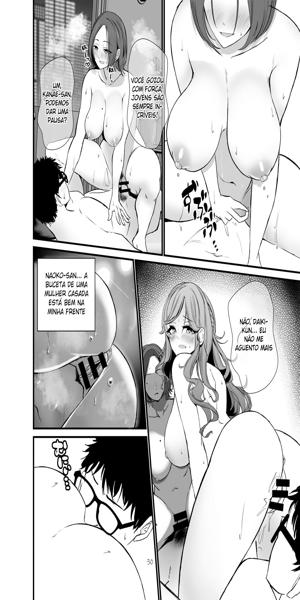 VOCÊ GOZOU
COM FORÇA,
JOVENS SÃO
SEMPRE IN-
CRÍVEIS!
UM,
KANAE-SAN,
PODEMOS
DAR UMA
PAUSA?
NÃO, DAIKI-
KUN... EU
NÃO ME
AGUENTO MAIS
NAOKO-SAN... A
BUCETA DE UMA
MULHER CASADA
ESTÁ BEM NA
MINHA FRENTE
30